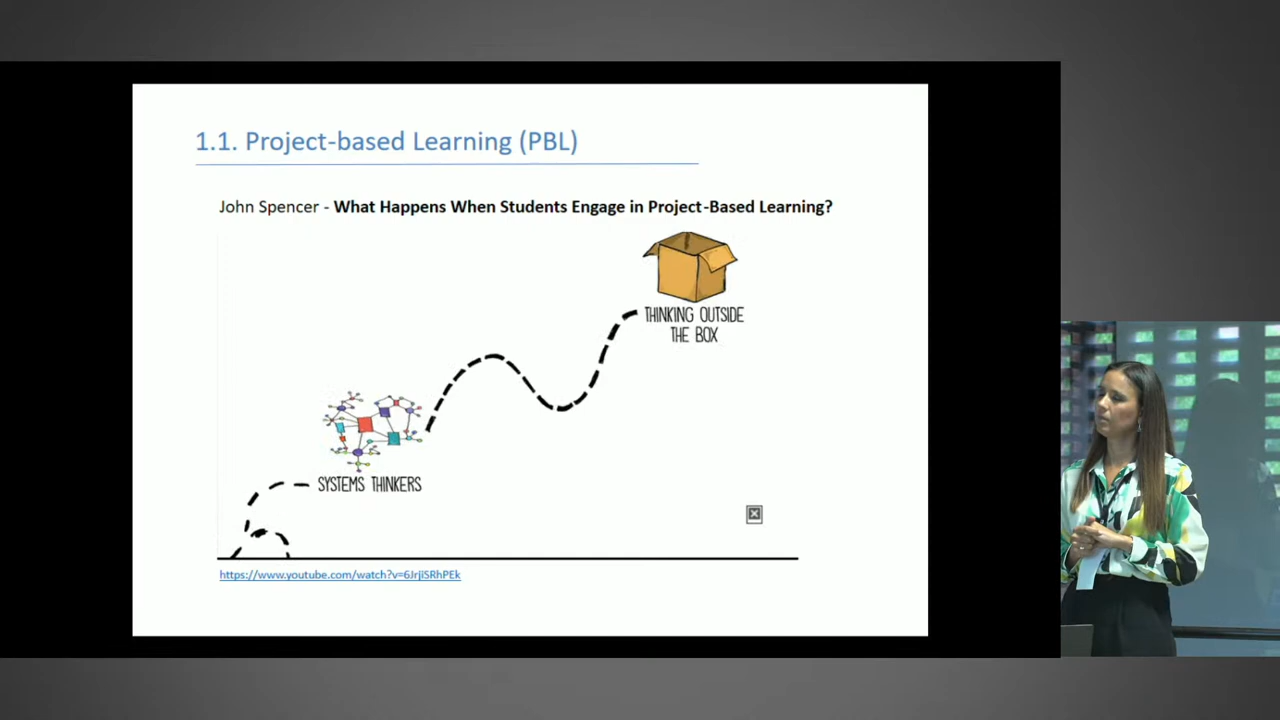 1.1. Project-based Learning (PBL)
John Spencer - What Happens When Students Engage in Project-Based Learning?
THINKING OUTSIDE
THE BOX
SYSTEMS THINKERS
https://www.youtube.com/watch?v=6JrjiSRhPEk